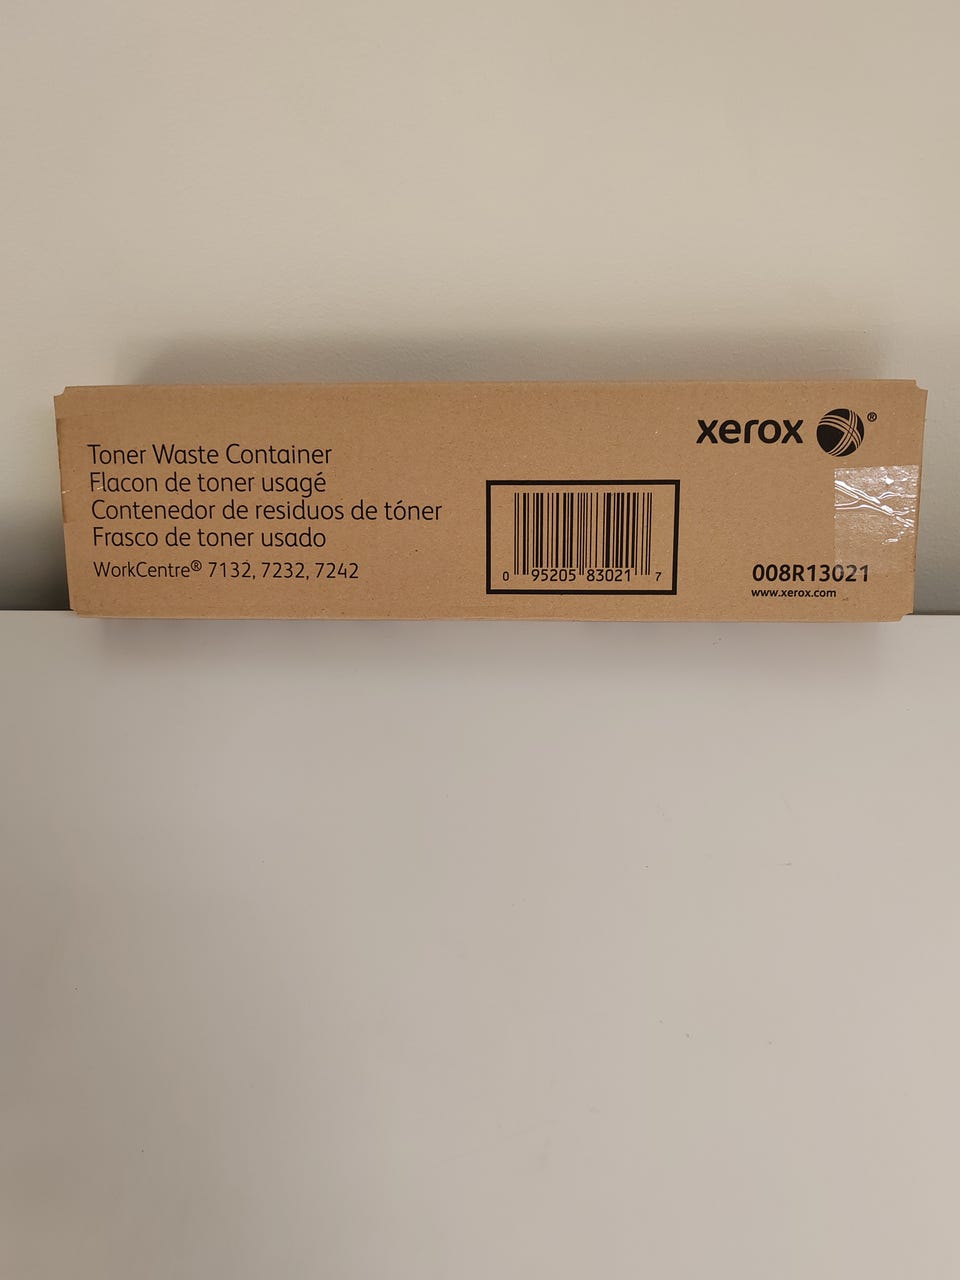 Toner Waste Container
Flacon de toner usagé
Contenedor de residuos de tóner
Frasco de toner usado
WorkCentre® 7132, 7232, 7242
0 95205 83021 7
xerox ®
008R13021
www.xerox.com